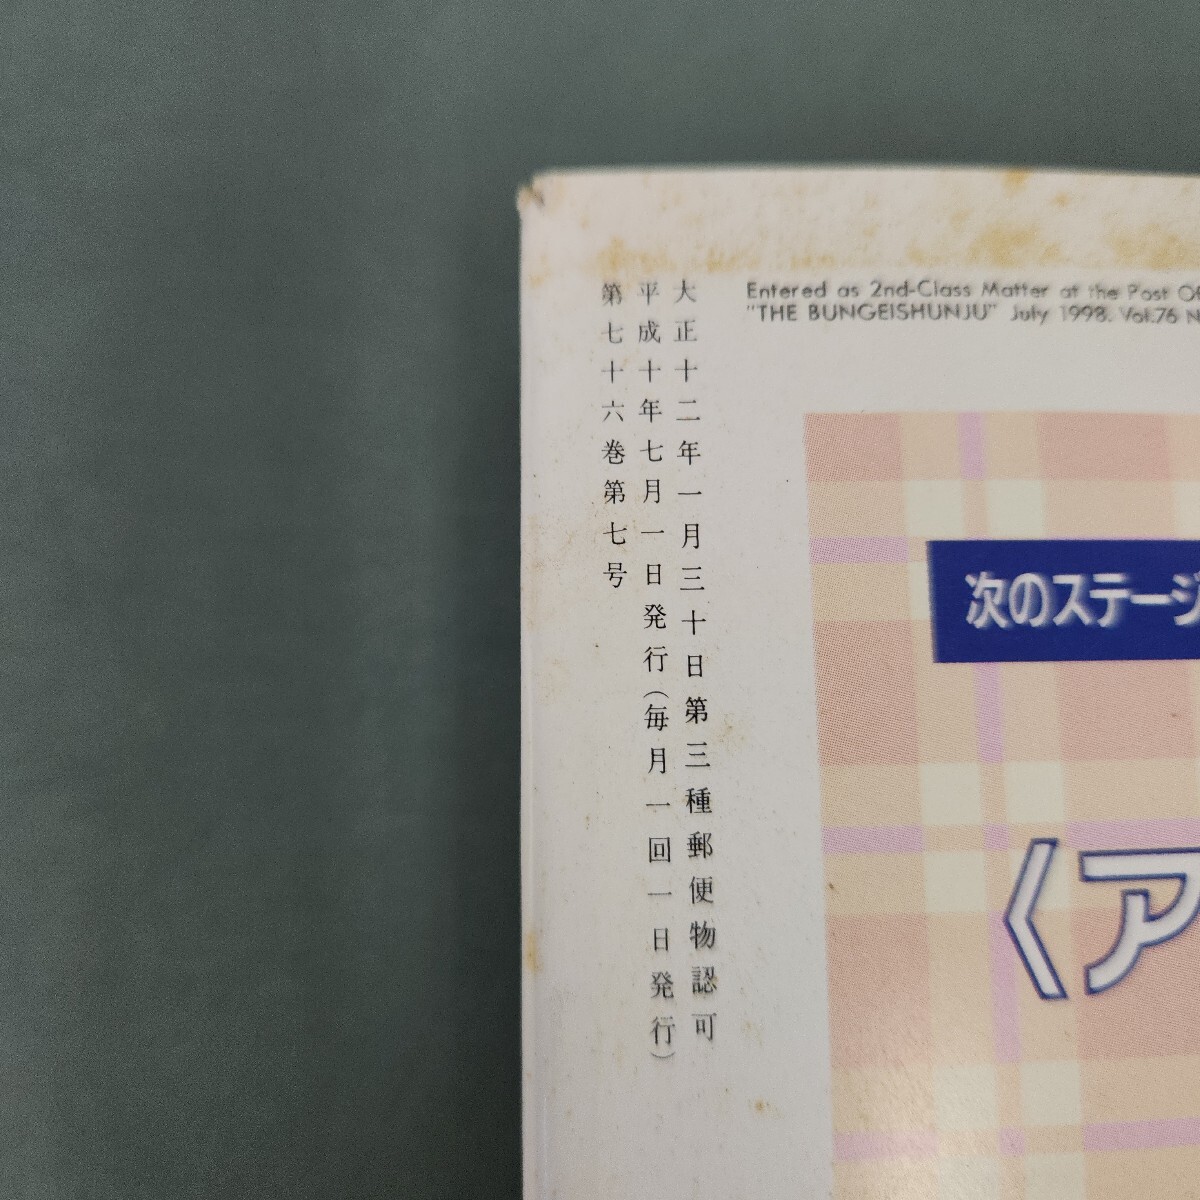 Entered as 2nd-Class Matter at the Post Of
"THE BUNGEISHUNJU" July 1998. Vol.76 N
大正十二年一月三十日第三種郵便物認可
平成十年七月一日発行(毎月一回一日発行)
第七十六巻第七号
次のステージ
〈ア